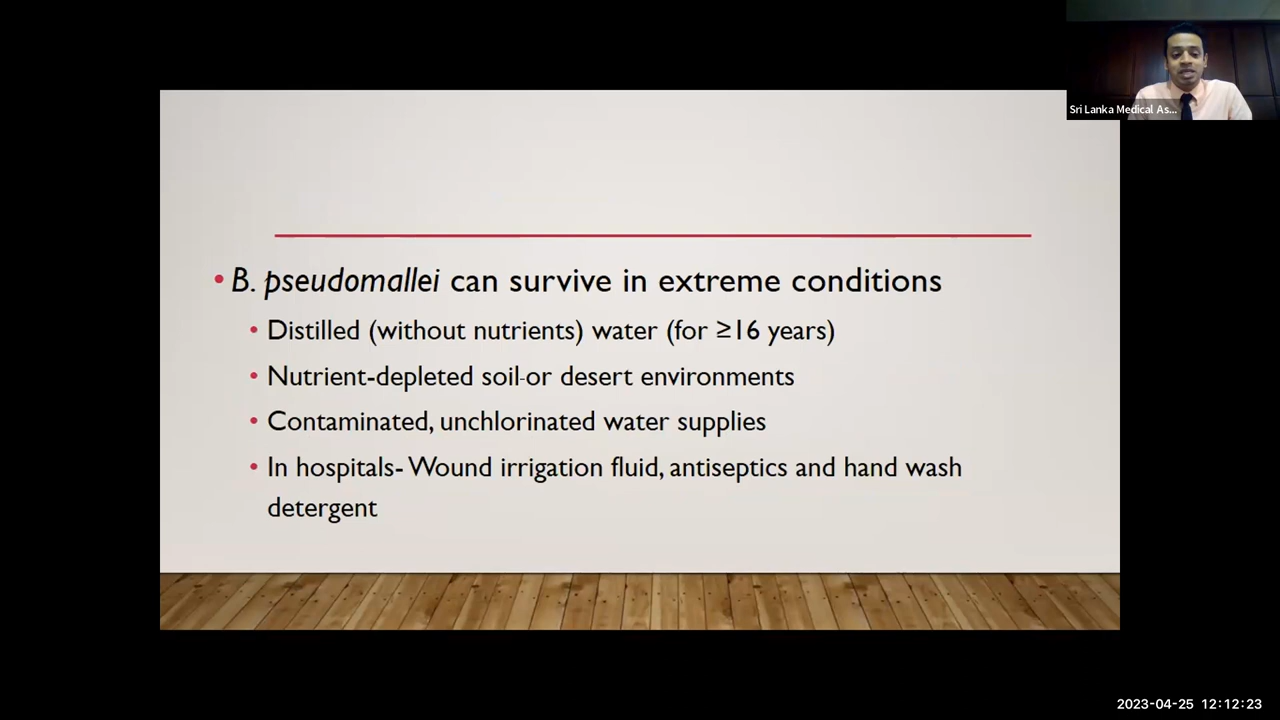 Sri Lanka Medical As...
• B. pseudomallei can survive in extreme conditions
• Distilled (without nutrients) water (for ≥16 years)
• Nutrient-depleted soil-or desert environments
• Contaminated, unchlorinated water supplies
• In hospitals- Wound irrigation fluid, antiseptics and hand wash
detergent
2023-04-25 12:12:23